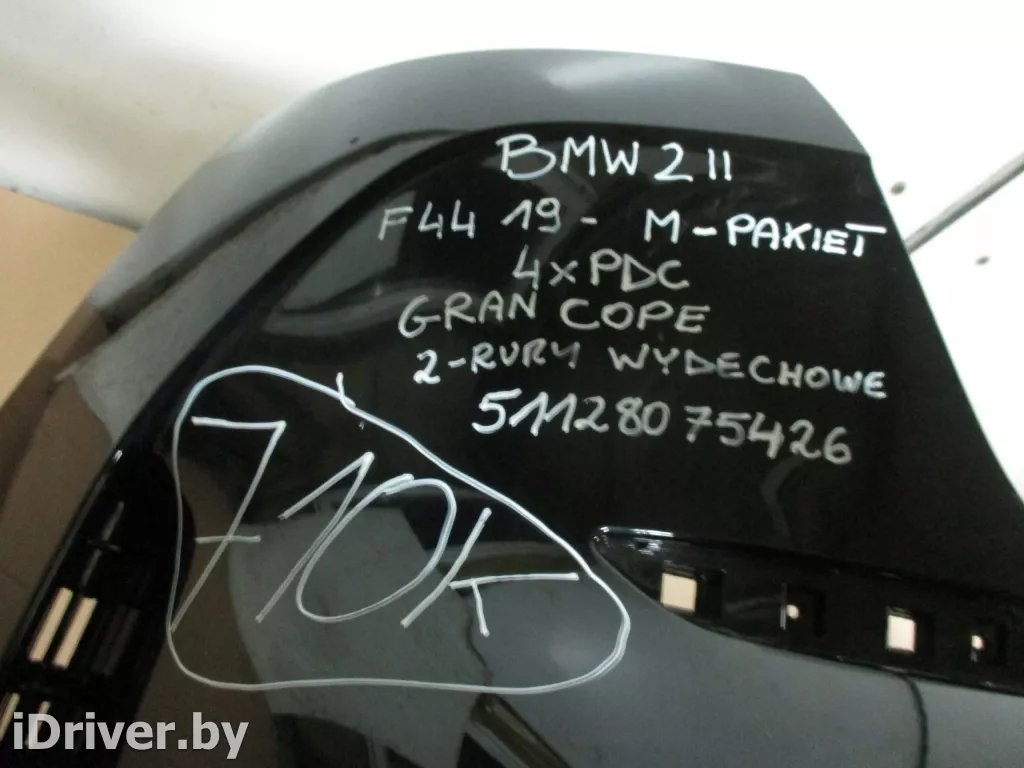 BMW 2 II
F44 19- M-PAKIET
4xPDC
GRAN COPE
2-RURY WYDECHOWE
51128075426
710K
iDriver.by